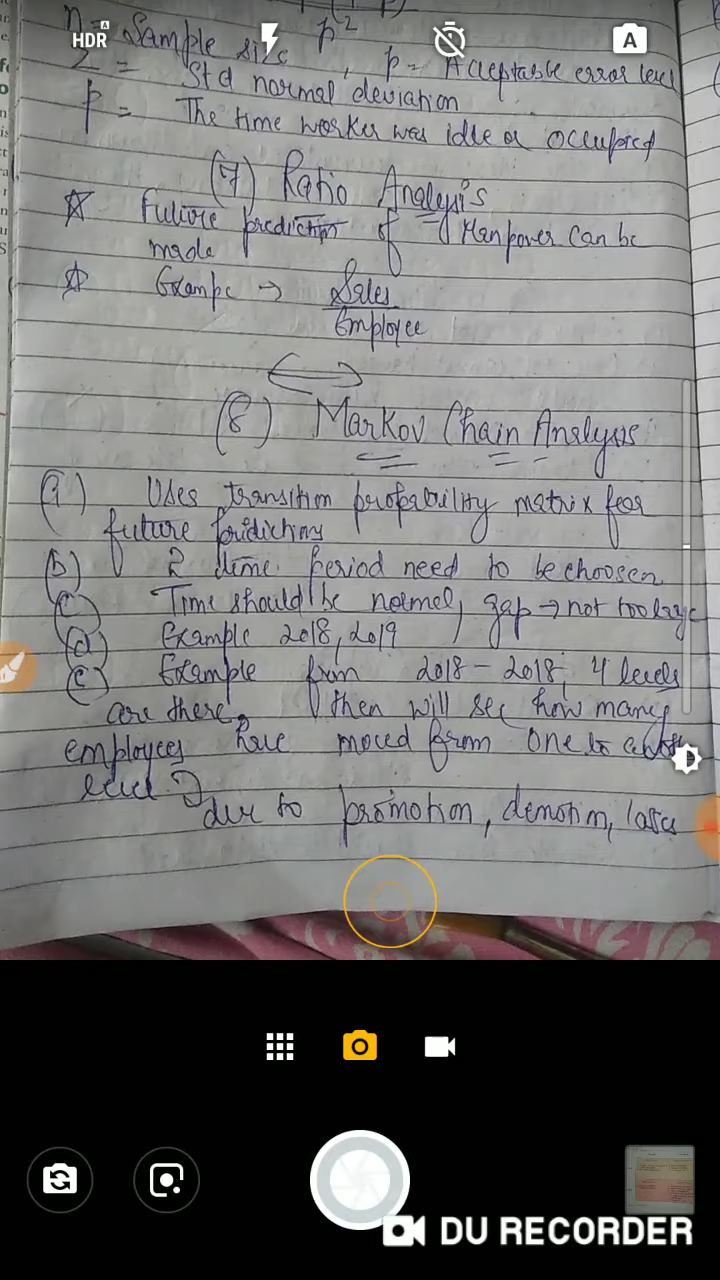 HDR
A
n = Sample size
p²
, p = Acceptable error level
Z = Std normal deviation
p = The time worker was idle or occupied
(7) Ratio Analysis
☆ Future prediction of Manpower can be
made
☆ Exampe → Sales
Employee
(8) Markov Chain Analysis
(a) Uses transition probability matrix for
future
(b) 2 time period need to be choosen
(c) Time should be normal, gap → not too large
(d) Example 2018, 2019
(e) Example from 2018 - 2018, 4 levels
are there, then will see how many
employees have moved from one to
level ?
due to promotion, demotion,
DU RECORDER